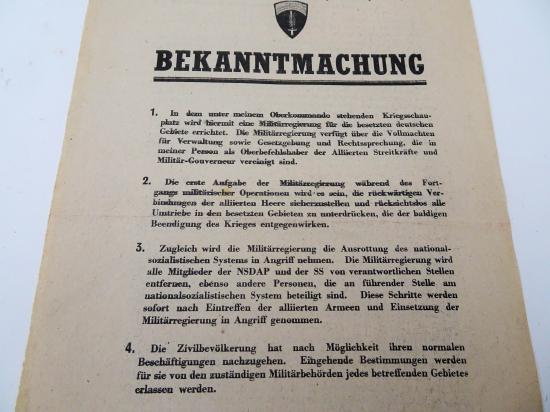 BEKANNTMACHUNG
1. In dem unter meinem Oberkommando stehenden Kriegsschau-
platz wird hiermit eine Militärregierung für die besetzten deutschen
Gebiete errichtet. Die Militärregierung verfügt über die Vollmachten
für Verwaltung sowie Gesetzgebung und Rechtssprechung, die in
meiner Person als Oberbefehlshaber der Alliierten Streitkräfte und
Militär-Gouverneur vereinigt sind.
2. Die erste Aufgabe der Militärregierung während des Fort-
gangs militärischer Operationen wird es sein, die rückwärtigen Ver-
bindungen der alliierten Heere sicherzustellen und rücksichtslos alle
Umtriebe in den besetzten Gebieten zu unterdrücken, die der baldigen
Beendigung des Krieges entgegenwirken.
3. Zugleich wird die Militärregierung die Ausrottung des national-
sozialistischen Systems in Angriff nehmen. Die Militärregierung wird
alle Mitglieder der NSDAP und der SS von verantwortlichen Stellen
entfernen, ebenso andere Personen, die an führender Stelle am
nationalsozialistischen System beteiligt sind. Diese Schritte werden
sofort nach Eintreffen der alliierten Armeen und Einsetzung der
Militärregierung in Angriff genommen.
4. Die Zivilbevölkerung hat nach Möglichkeit ihren normalen
Beschäftigungen nachzugehen. Eingehende Bestimmungen werden
für sie von den zuständigen Militärbehörden jedes betreffenden Gebietes
erlassen werden.